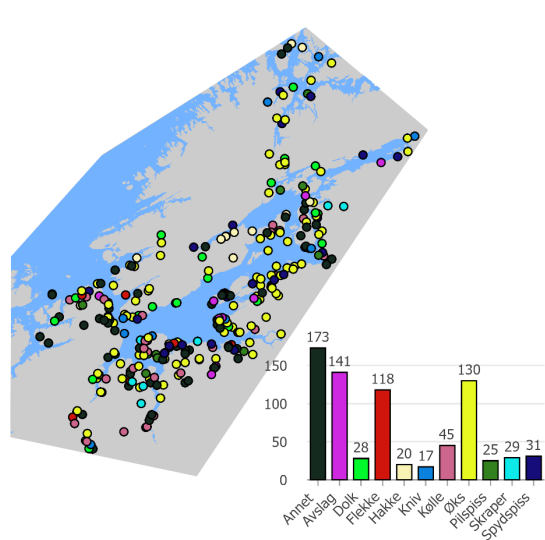 173
141
130
118
150
100
50
0
28
20
17
45
25
29
31
Annet
Avslag
Dolk
Flekke
Hakke
Kniv
Kølle
Øks
Pilspiss
Skraper
Spydspiss